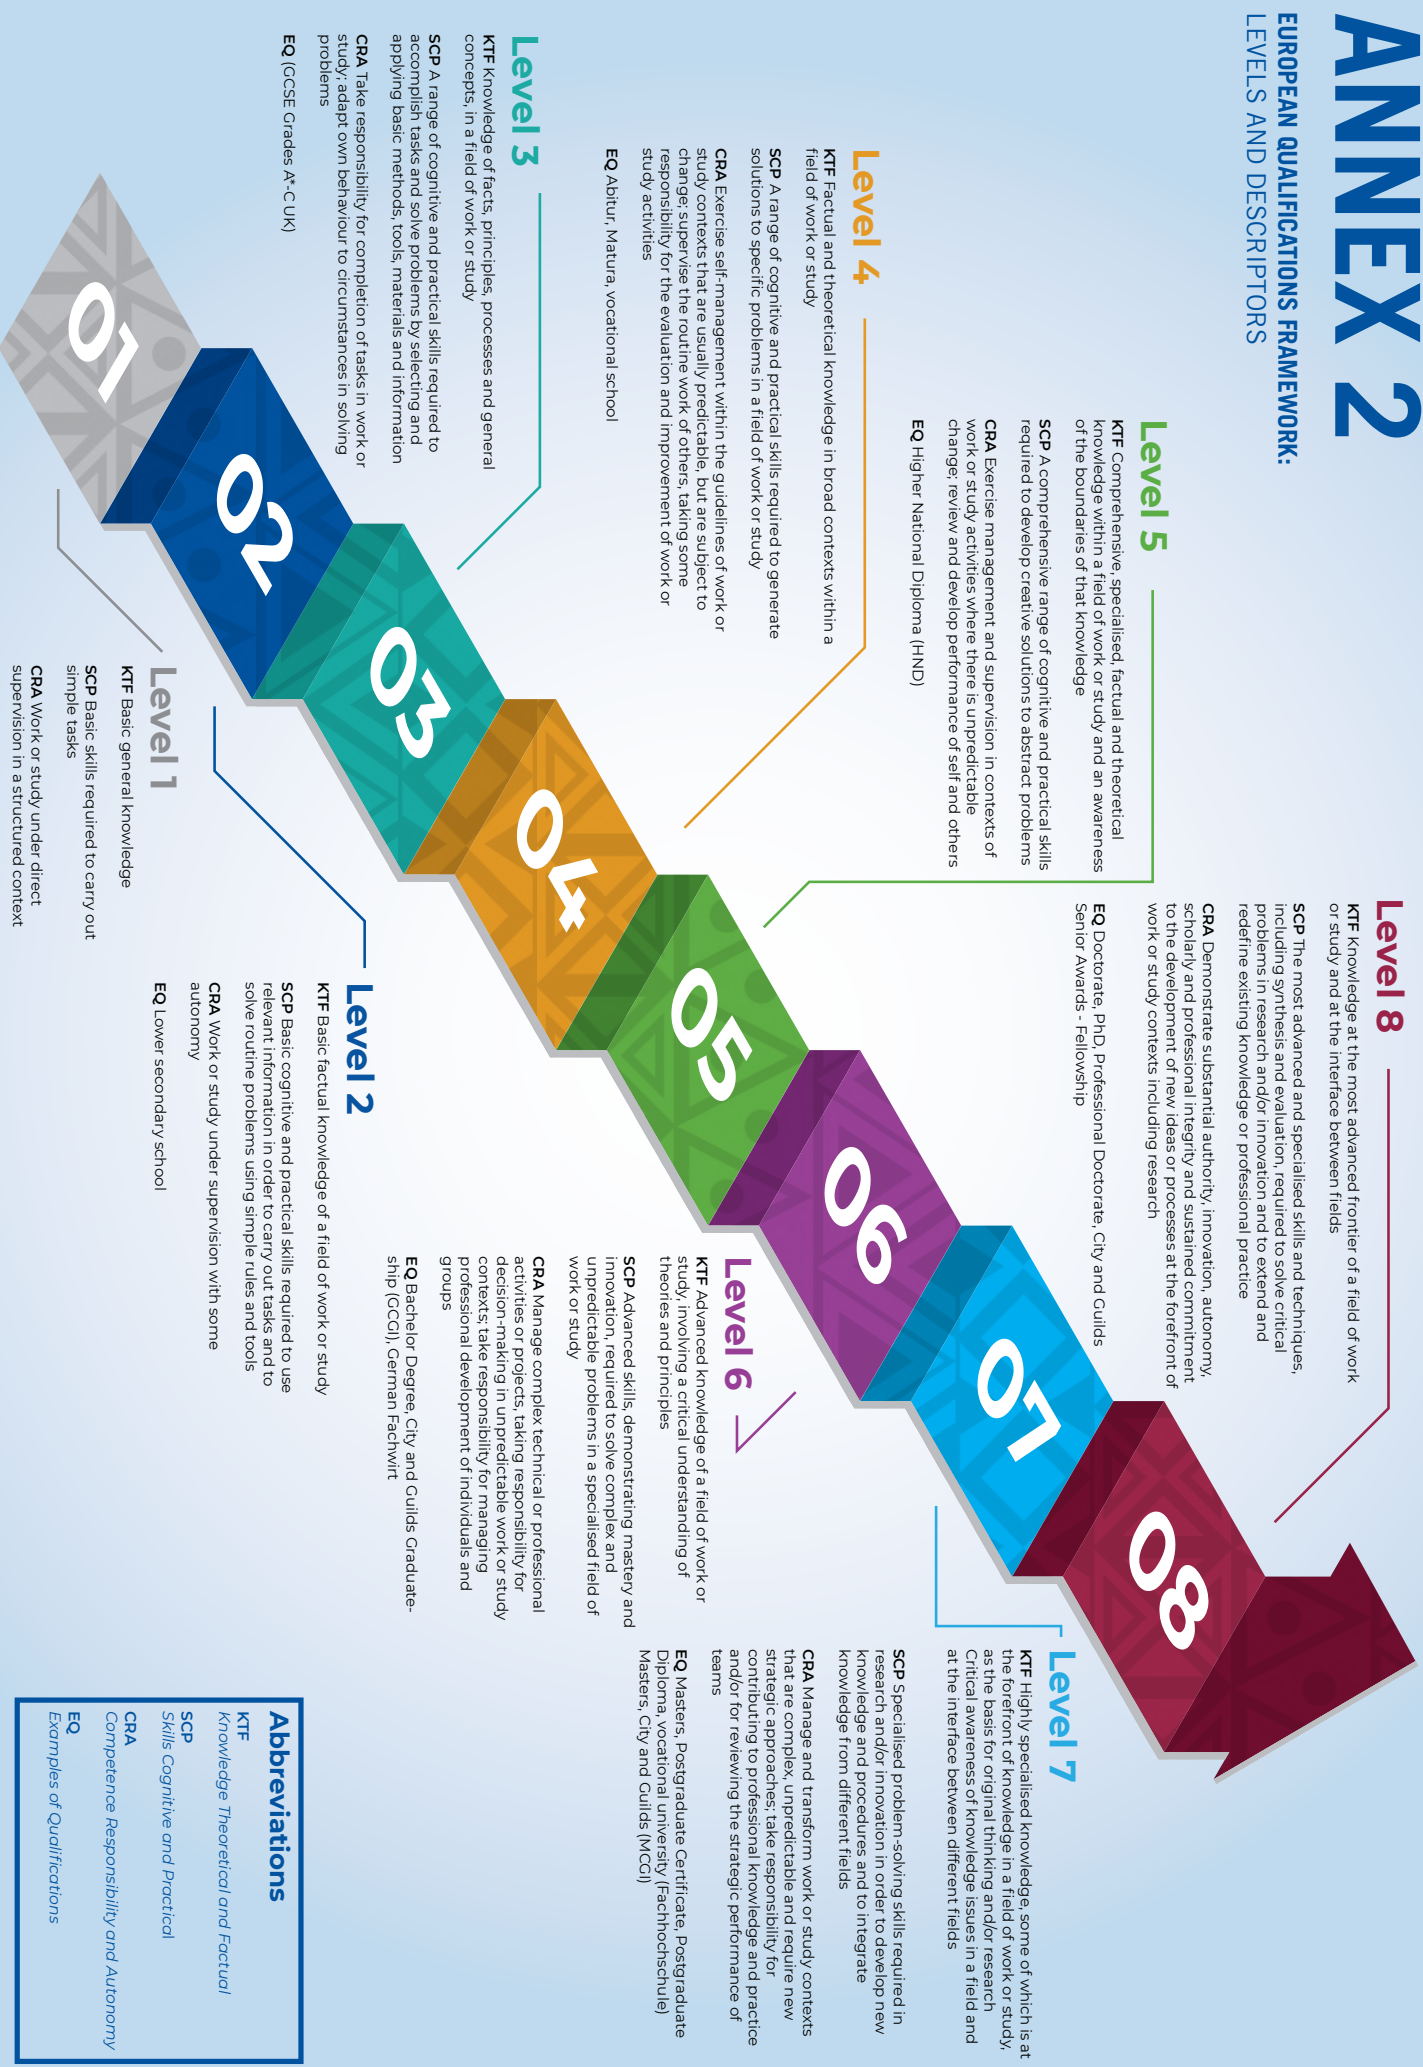 ANNEX 2
EUROPEAN QUALIFICATIONS FRAMEWORK:
LEVELS AND DESCRIPTORS
Level 8
KTF Knowledge at the most advanced frontier of a field of work
or study and at the interface between fields
SCP The most advanced and specialised skills and techniques,
including synthesis and evaluation, required to solve critical
problems in research and/or innovation and to extend and
redefine existing knowledge or professional practice
CRA Demonstrate substantial authority, innovation, autonomy,
scholarly and professional integrity and sustained commitment
to the development of new ideas or processes at the forefront of
work or study contexts including research
EQ Doctorate, PhD, Professional Doctorate, City and Guilds
Senior Awards - Fellowship
Level 5
KTF Comprehensive, specialised, factual and theoretical
knowledge within a field of work or study and an awareness
of the boundaries of that knowledge
SCP A comprehensive range of cognitive and practical skills
required to develop creative solutions to abstract problems
CRA Exercise management and supervision in contexts of
work or study activities where there is unpredictable
change; review and develop performance of self and others
EQ Higher National Diploma (HND)
Level 4
KTF Factual and theoretical knowledge in broad contexts within a
field of work or study
SCP A range of cognitive and practical skills required to generate
solutions to specific problems in a field of work or study
CRA Exercise self-management within the guidelines of work or
study contexts that are usually predictable, but are subject to
change; supervise the routine work of others, taking some
responsibility for the evaluation and improvement of work or
study activities
EQ Abitur, Matura, vocational school
Level 3
KTF Knowledge of facts, principles, processes and general
concepts, in a field of work or study
SCP A range of cognitive and practical skills required to
accomplish tasks and solve problems by selecting and
applying basic methods, tools, materials and information
CRA Take responsibility for completion of tasks in work or
study; adapt own behaviour to circumstances in solving
problems
EQ (GCSE Grades A*-C UK)
01
02
03
04
05
06
07
08
Level 1
KTF Basic general knowledge
SCP Basic skills required to carry out
simple tasks
CRA Work or study under direct
supervision in a structured context
Level 2
KTF Basic factual knowledge of a field of work or study
SCP Basic cognitive and practical skills required to use
relevant information in order to carry out tasks and to
solve routine problems using simple rules and tools
CRA Work or study under supervision with some
autonomy
EQ Lower secondary school
Level 6
KTF Advanced knowledge of a field of work or
study, involving a critical understanding of
theories and principles
SCP Advanced skills, demonstrating mastery and
innovation, required to solve complex and
unpredictable problems in a specialised field of
work or study
CRA Manage complex technical or professional
activities or projects, taking responsibility for
decision-making in unpredictable work or study
contexts; take responsibility for managing
professional development of individuals and
groups
EQ Bachelor Degree, City and Guilds Graduate-
ship (GCGI), German Fachwirt
Level 7
KTF Highly specialised knowledge, some of which is at
the forefront of knowledge in a field of work or study,
as the basis for original thinking and/or research
Critical awareness of knowledge issues in a field and
at the interface between different fields
SCP Specialised problem-solving skills required in
research and/or innovation in order to develop new
knowledge and procedures and to integrate
knowledge from different fields
CRA Manage and transform work or study contexts
that are complex, unpredictable and require new
strategic approaches; take responsibility for
contributing to professional knowledge and practice
and/or for reviewing the strategic performance of
teams
EQ Masters, Postgraduate Certificate, Postgraduate
Diploma, vocational university (Fachhochschule)
Masters, City and Guilds (MCGI)
Abbreviations
KTF
Knowledge Theoretical and Factual
SCP
Skills Cognitive and Practical
CRA
Competence Responsibility and Autonomy
EQ
Examples of Qualifications